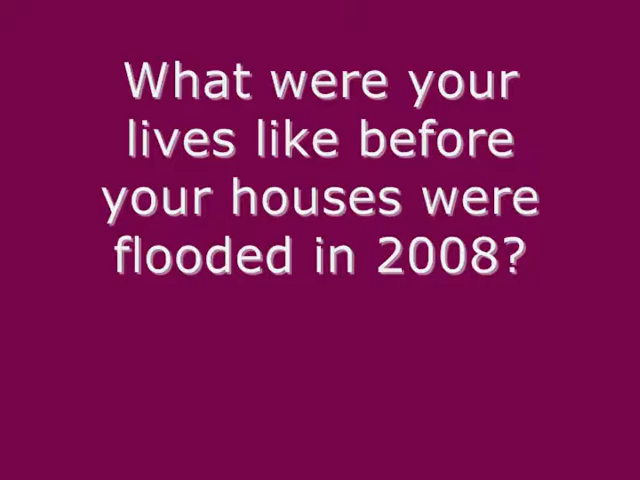 What were your
lives like before
your houses were
flooded in 2008?